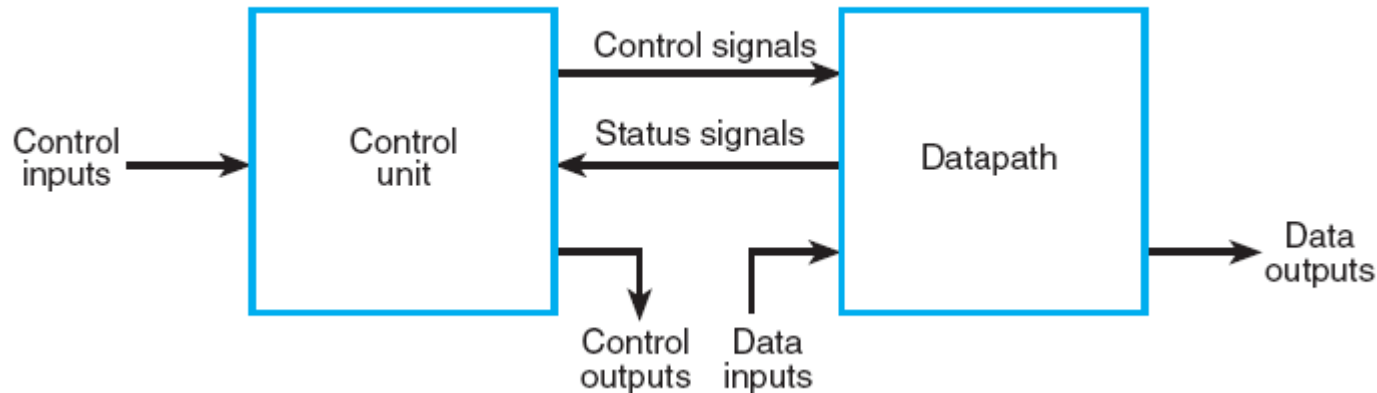 Control signals
Control
inputs
Control
unit
Status signals
Datapath
Data
outputs
Control
outputs
Data
inputs